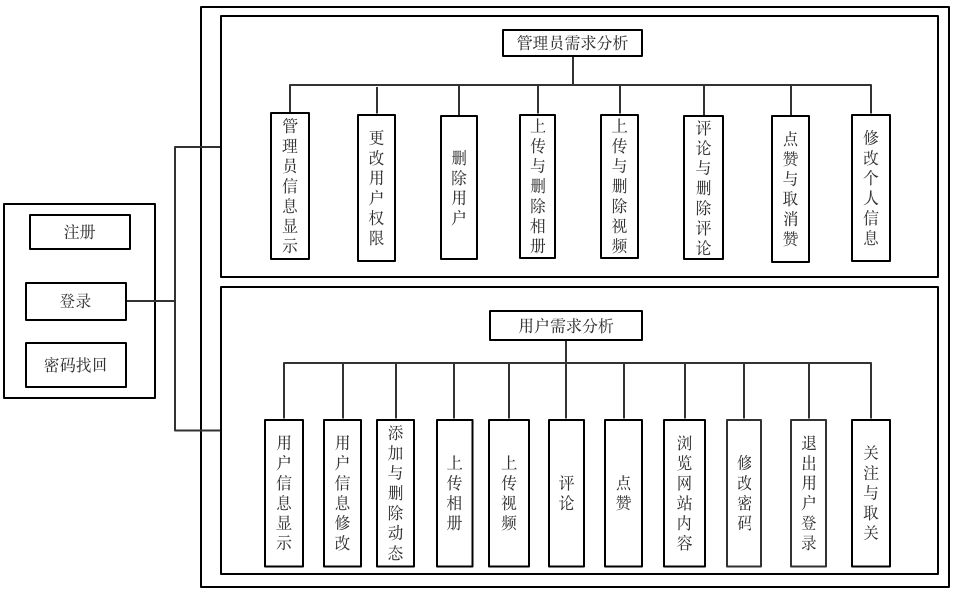 管理员需求分析
管理员信息显示
更改用户权限
删除用户
上传与删除相册
上传与删除视频
评论与删除评论
点赞与取消赞
修改个人信息
注册
登录
密码找回
用户需求分析
用户信息显示
用户信息修改
添加与删除动态
上传相册
上传视频
评论
点赞
浏览网站内容
修改密码
退出用户登录
关注与取关